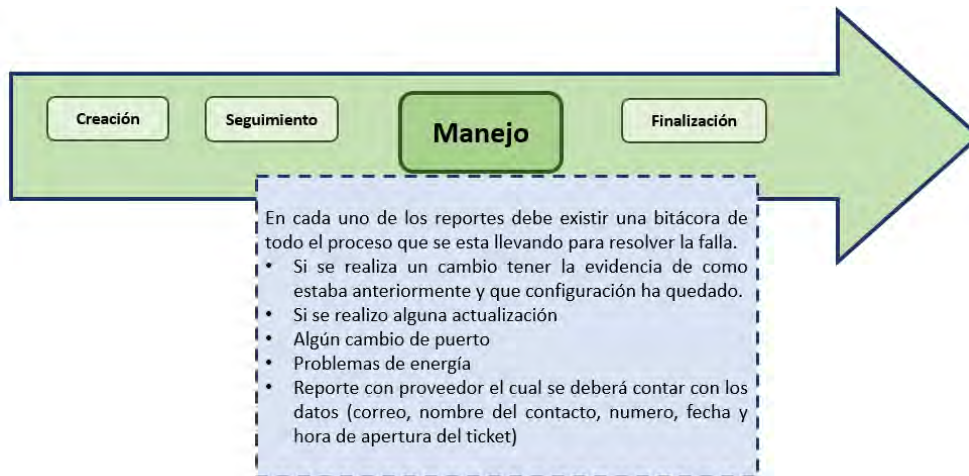 Creación
Seguimiento
Manejo
Finalización
En cada uno de los reportes debe existir una bitácora de
todo el proceso que se esta llevando para resolver la falla.
• Si se realiza un cambio tener la evidencia de como
estaba anteriormente y que configuración ha quedado.
• Si se realizo alguna actualización
• Algún cambio de puerto
• Problemas de energía
• Reporte con proveedor el cual se deberá contar con los
datos (correo, nombre del contacto, numero, fecha y
hora de apertura del ticket)